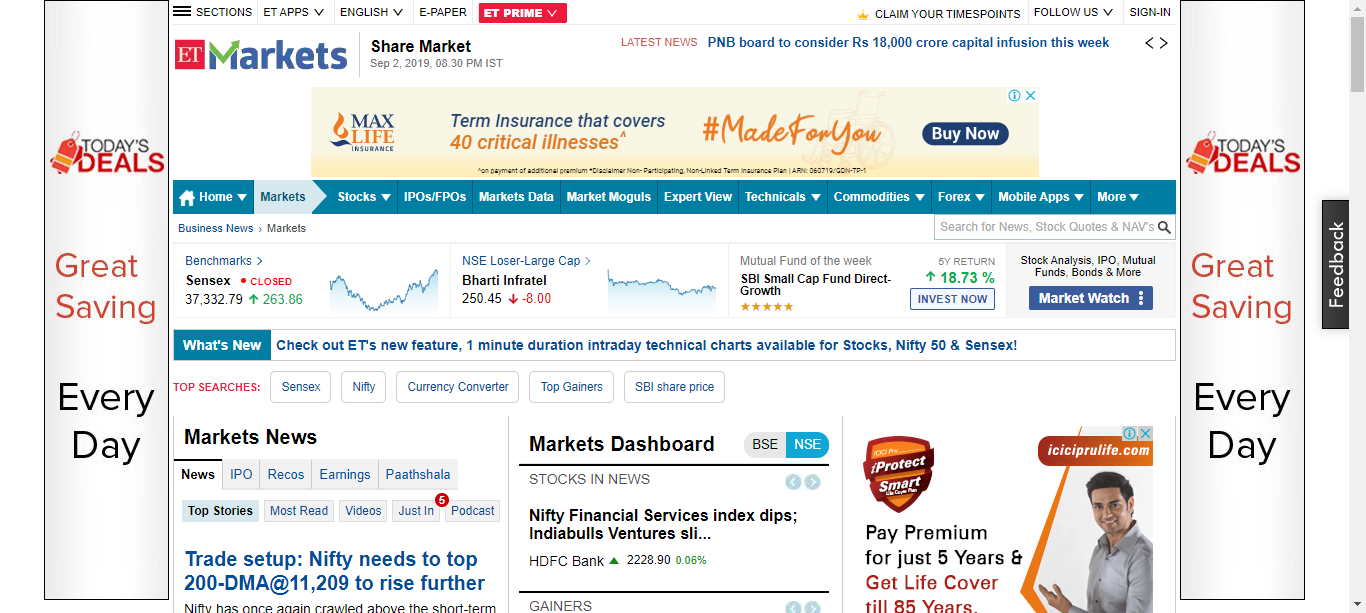 SECTIONS ET APPS ENGLISH E-PAPER ET PRIME CLAIM YOUR TIMESPOINTS FOLLOW US SIGN-IN
ET Markets
Share Market
Sep 2, 2019, 08.30 PM IST
LATEST NEWS PNB board to consider Rs 18,000 crore capital infusion this week
TODAY'S
DEALS
Great
Saving
Every
Day
MAX
LIFE
INSURANCE
Term Insurance that covers
40 critical illnesses^
#MadeForYou
Buy Now
^on payment of additional premium *Disclaimer Non- Participating, Non-Linked Term Insurance Plan | ARN: 060719/GDN-TP-1
Home Markets Stocks IPOs/FPOs Markets Data Market Moguls Expert View Technicals Commodities Forex Mobile Apps More
Business News › Markets
Search for News, Stock Quotes & NAV's
Benchmarks
Sensex CLOSED
37,332.79 263.86
NSE Loser-Large Cap
Bharti Infratel
250.45 -8.00
Mutual Fund of the week
SBI Small Cap Fund Direct-
Growth
5Y RETURN
18.73 %
INVEST NOW
Stock Analysis, IPO, Mutual
Funds, Bonds & More
Market Watch
What's New Check out ET's new feature, 1 minute duration intraday technical charts available for Stocks, Nifty 50 & Sensex!
TOP SEARCHES: Sensex Nifty Currency Converter Top Gainers SBI share price
Markets News
News IPO Recos Earnings Paathshala
Top Stories Most Read Videos Just In 5 Podcast
Trade setup: Nifty needs to top
200-DMA@11,209 to rise further
Nifty has once again crawled above the short-term
Markets Dashboard BSE NSE
STOCKS IN NEWS
Nifty Financial Services index dips;
Indiabulls Ventures sli...
HDFC Bank 2228.90 0.06%
GAINERS
iProtect
Smart
iciciprulife.com
Pay Premium
for just 5 Years &
Get Life Cover
till 85 Years.
TODAY'S
DEALS
Great
Saving
Every
Day
Feedback